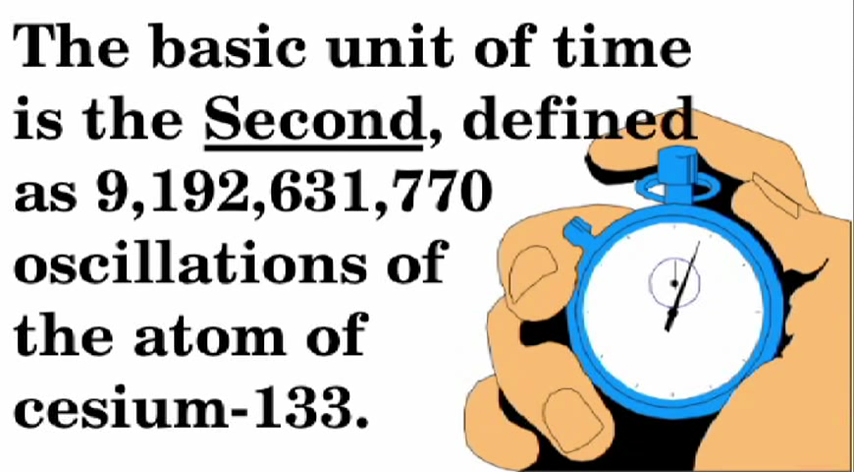 The basic unit of time
is the Second, defined
as 9,192,631,770
oscillations of
the atom of
cesium-133.